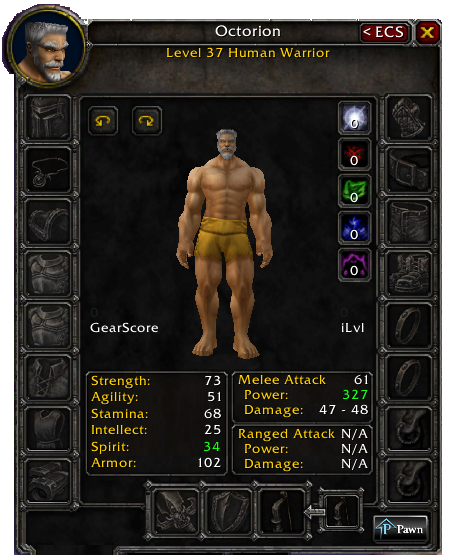 Octorion
< ECS
Level 37 Human Warrior
0
0
0
0
0
0
0
GearScore
iLvl
Strength: 73
Agility: 51
Stamina: 68
Intellect: 25
Spirit: 34
Armor: 102
Melee Attack 61
Power: 327
Damage: 47 - 48
Ranged Attack N/A
Power: N/A
Damage: N/A
Pawn